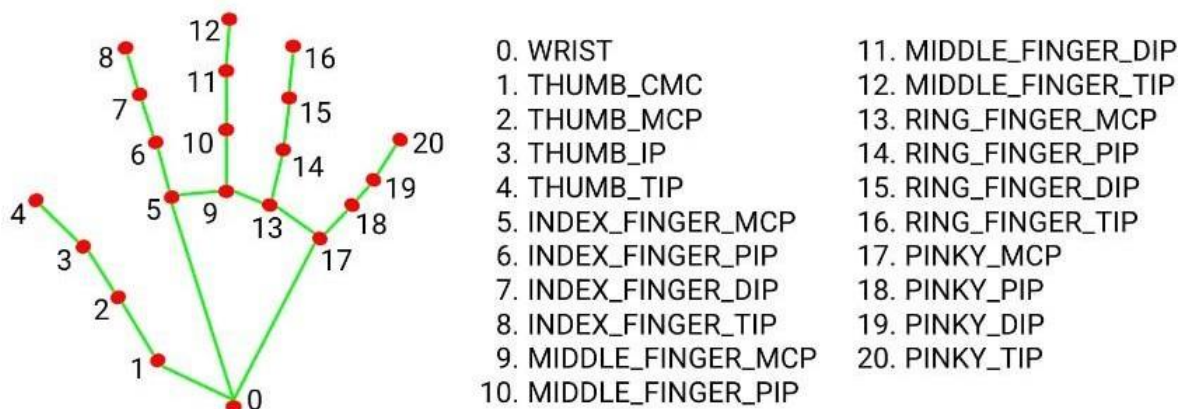 12
8
16
11
7
15
10
6
20
14
19
4
5
9
18
13
3
17
2
1
0
0. WRIST
1. THUMB_CMC
2. THUMB_MCP
3. THUMB_IP
4. THUMB_TIP
5. INDEX_FINGER_MCP
6. INDEX_FINGER_PIP
7. INDEX_FINGER_DIP
8. INDEX_FINGER_TIP
9. MIDDLE_FINGER_MCP
10. MIDDLE_FINGER_PIP
11. MIDDLE_FINGER_DIP
12. MIDDLE_FINGER_TIP
13. RING_FINGER_MCP
14. RING_FINGER_PIP
15. RING_FINGER_DIP
16. RING_FINGER_TIP
17. PINKY_MCP
18. PINKY_PIP
19. PINKY_DIP
20. PINKY_TIP